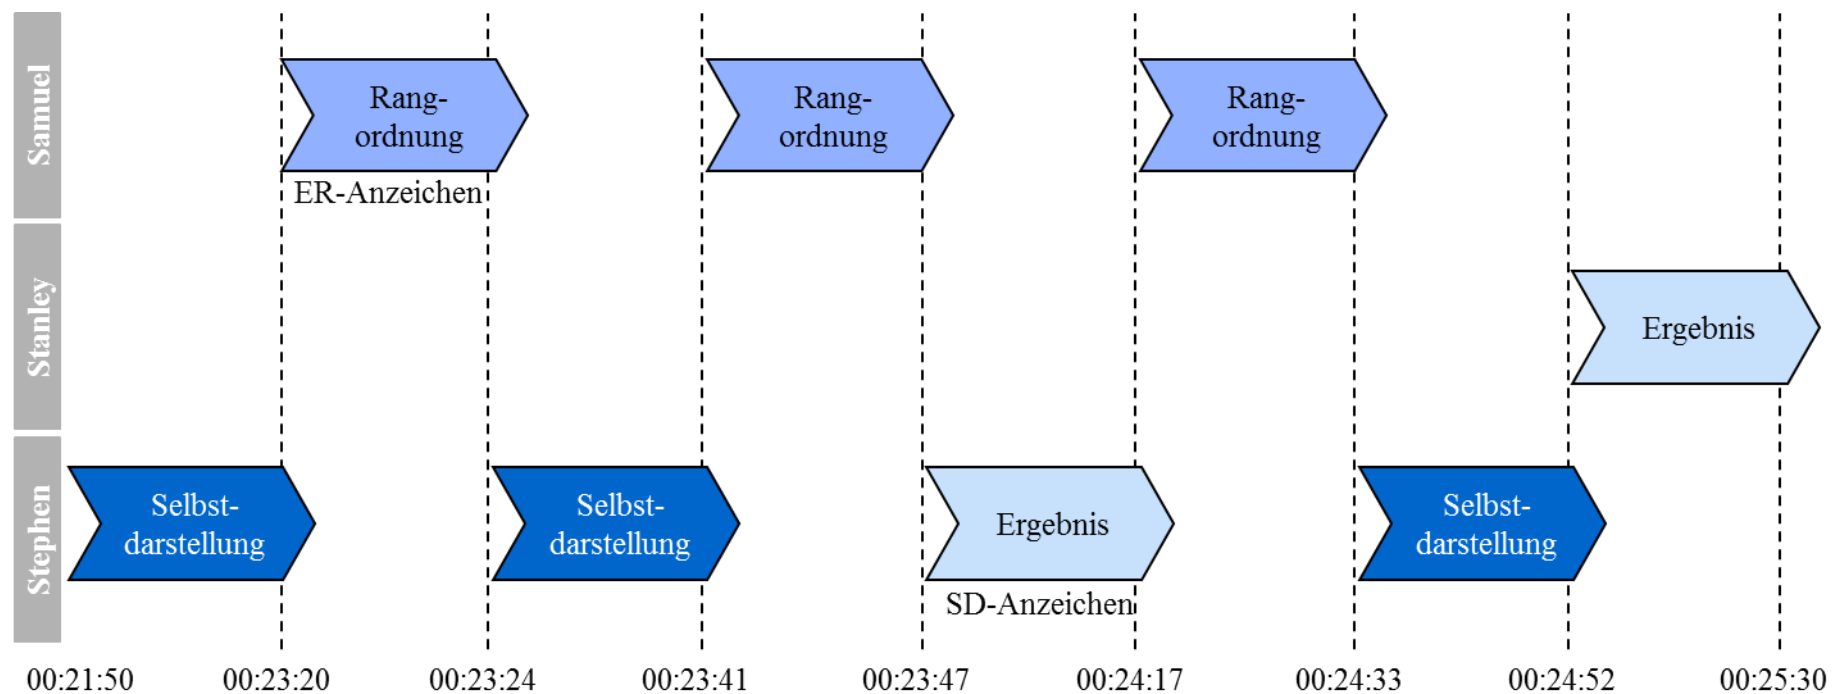 Samuel
Rang-
ordnung
Rang-
ordnung
Rang-
ordnung
ER-Anzeichen
Stanley
Ergebnis
Stephen
Selbst-
darstellung
Selbst-
darstellung
Ergebnis
Selbst-
darstellung
SD-Anzeichen
00:21:50 00:23:20 00:23:24 00:23:41 00:23:47 00:24:17 00:24:33 00:24:52 00:25:30